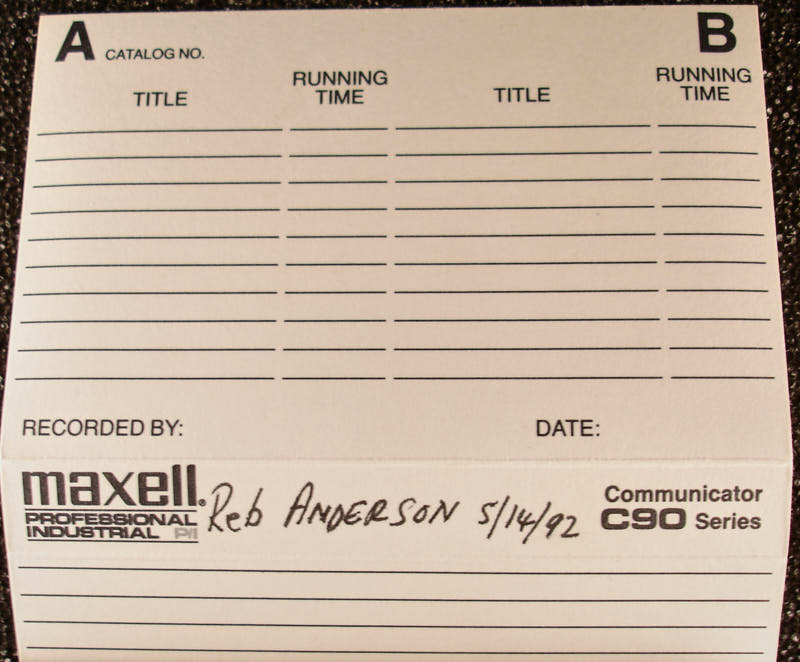 A CATALOG NO. B
TITLE RUNNING TIME TITLE RUNNING TIME
RECORDED BY: DATE:
maxell® Reb ANDERSON 5/14/92 Communicator
PROFESSIONAL INDUSTRIAL P/I C90 Series